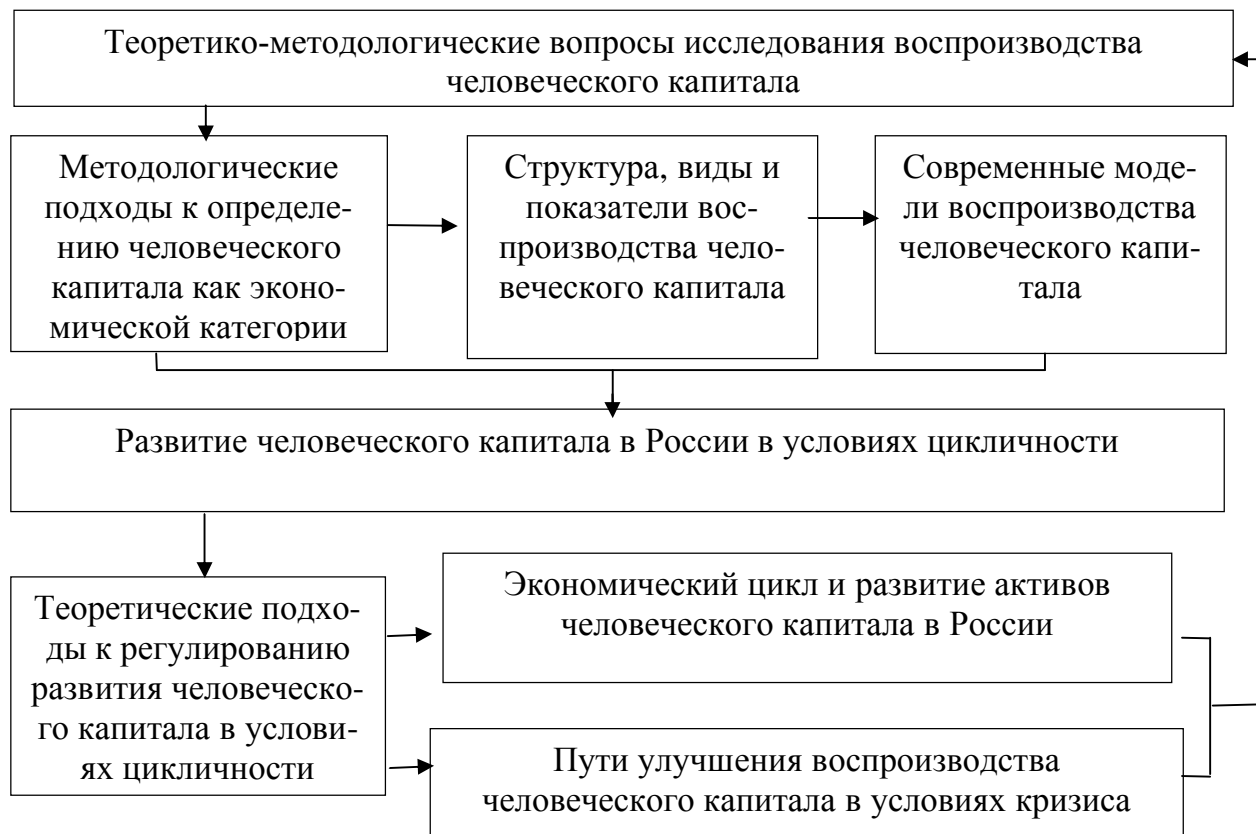 Теоретико-методологические вопросы исследования воспроизводства
человеческого капитала
Методологические
подходы к определе-
нию человеческого
капитала как эконо-
мической категории
Структура, виды и
показатели вос-
производства чело-
веческого капитала
Современные моде-
ли воспроизводства
человеческого капи-
тала
Развитие человеческого капитала в России в условиях цикличности
Теоретические подхо-
ды к регулированию
развития человеческо-
го капитала в услови-
ях цикличности
Экономический цикл и развитие активов
человеческого капитала в России
Пути улучшения воспроизводства
человеческого капитала в условиях кризиса